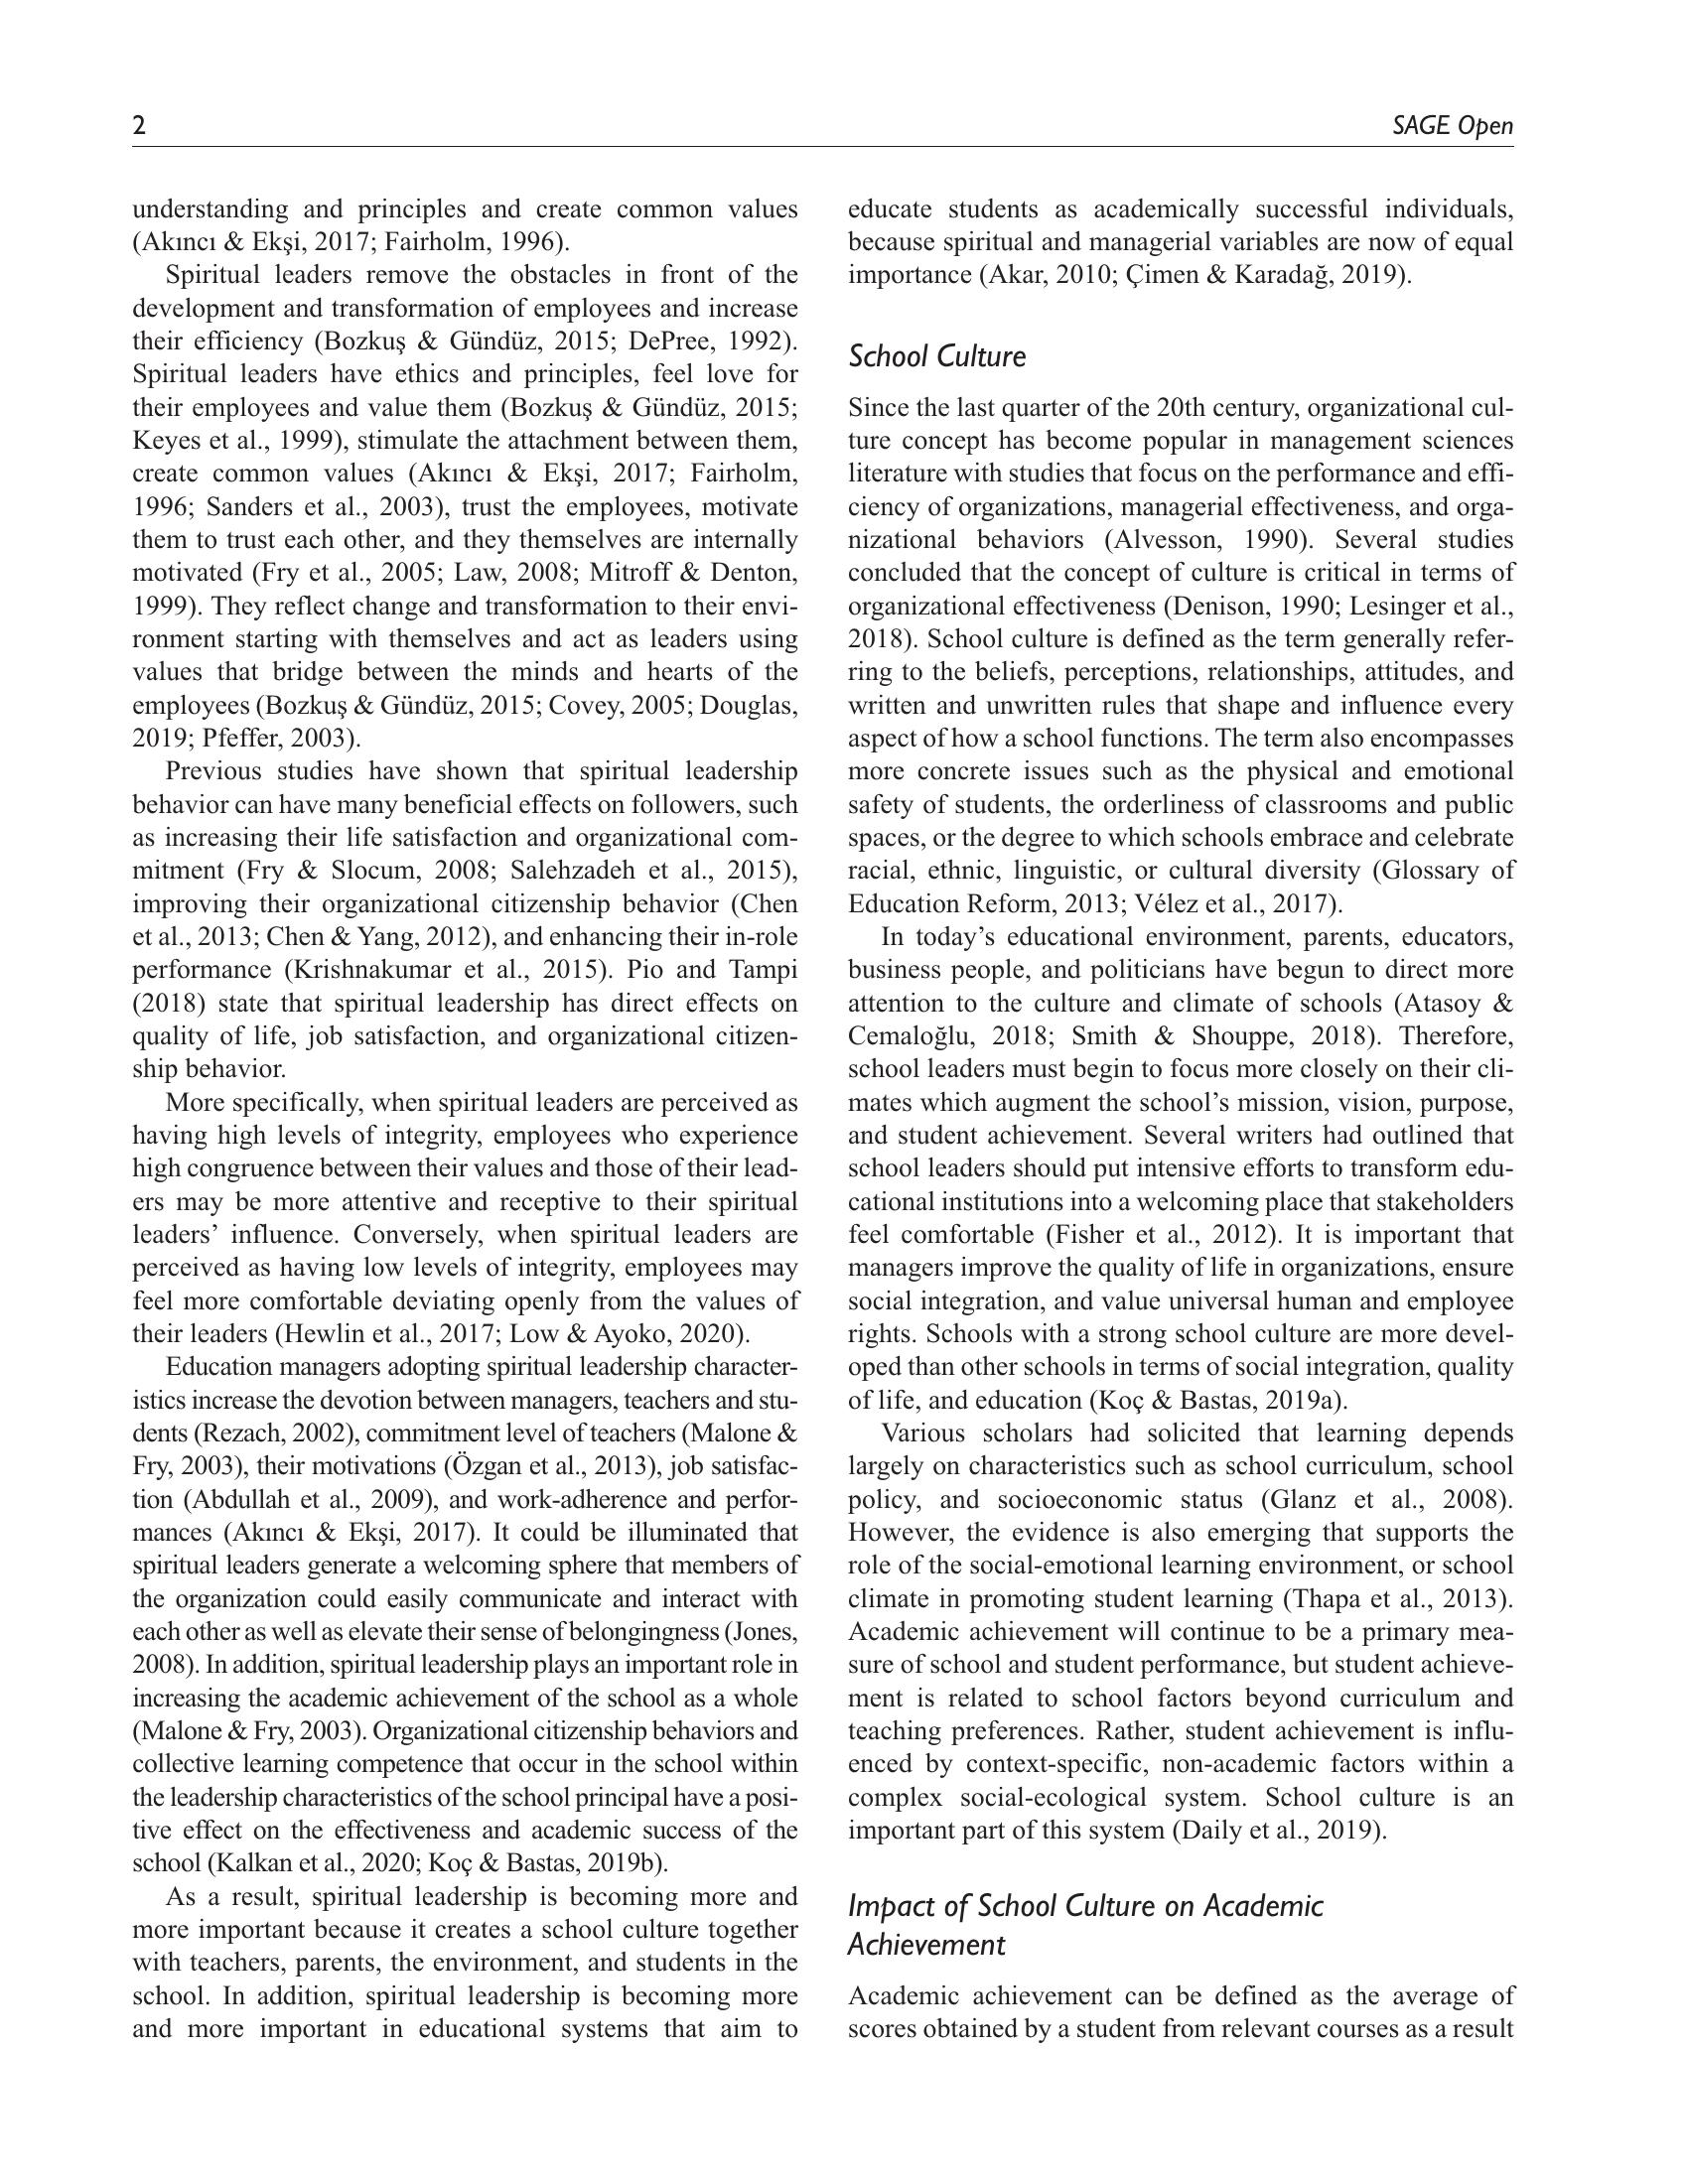 2
SAGE Open
understanding and principles and create common values
(Akıncı & Ekşi, 2017; Fairholm, 1996).
Spiritual leaders remove the obstacles in front of the
development and transformation of employees and increase
their efficiency (Bozkuş & Gündüz, 2015; DePree, 1992).
Spiritual leaders have ethics and principles, feel love for
their employees and value them (Bozkuş & Gündüz, 2015;
Keyes et al., 1999), stimulate the attachment between them,
create common values (Akıncı & Ekşi, 2017; Fairholm,
1996; Sanders et al., 2003), trust the employees, motivate
them to trust each other, and they themselves are internally
motivated (Fry et al., 2005; Law, 2008; Mitroff & Denton,
1999). They reflect change and transformation to their envi-
ronment starting with themselves and act as leaders using
values that bridge between the minds and hearts of the
employees (Bozkuş & Gündüz, 2015; Covey, 2005; Douglas,
2019; Pfeffer, 2003).
Previous studies have shown that spiritual leadership
behavior can have many beneficial effects on followers, such
as increasing their life satisfaction and organizational com-
mitment (Fry & Slocum, 2008; Salehzadeh et al., 2015),
improving their organizational citizenship behavior (Chen
et al., 2013; Chen & Yang, 2012), and enhancing their in-role
performance (Krishnakumar et al., 2015). Pio and Tampi
(2018) state that spiritual leadership has direct effects on
quality of life, job satisfaction, and organizational citizen-
ship behavior.
More specifically, when spiritual leaders are perceived as
having high levels of integrity, employees who experience
high congruence between their values and those of their lead-
ers may be more attentive and receptive to their spiritual
leaders’ influence. Conversely, when spiritual leaders are
perceived as having low levels of integrity, employees may
feel more comfortable deviating openly from the values of
their leaders (Hewlin et al., 2017; Low & Ayoko, 2020).
Education managers adopting spiritual leadership character-
istics increase the devotion between managers, teachers and stu-
dents (Rezach, 2002), commitment level of teachers (Malone &
Fry, 2003), their motivations (Özgan et al., 2013), job satisfac-
tion (Abdullah et al., 2009), and work-adherence and perfor-
mances (Akıncı & Ekşi, 2017). It could be illuminated that
spiritual leaders generate a welcoming sphere that members of
the organization could easily communicate and interact with
each other as well as elevate their sense of belongingness (Jones,
2008). In addition, spiritual leadership plays an important role in
increasing the academic achievement of the school as a whole
(Malone & Fry, 2003). Organizational citizenship behaviors and
collective learning competence that occur in the school within
the leadership characteristics of the school principal have a posi-
tive effect on the effectiveness and academic success of the
school (Kalkan et al., 2020; Koç & Bastas, 2019b).
As a result, spiritual leadership is becoming more and
more important because it creates a school culture together
with teachers, parents, the environment, and students in the
school. In addition, spiritual leadership is becoming more
and more important in educational systems that aim to
educate students as academically successful individuals,
because spiritual and managerial variables are now of equal
importance (Akar, 2010; Çimen & Karadağ, 2019).
School Culture
Since the last quarter of the 20th century, organizational cul-
ture concept has become popular in management sciences
literature with studies that focus on the performance and effi-
ciency of organizations, managerial effectiveness, and orga-
nizational behaviors (Alvesson, 1990). Several studies
concluded that the concept of culture is critical in terms of
organizational effectiveness (Denison, 1990; Lesinger et al.,
2018). School culture is defined as the term generally refer-
ring to the beliefs, perceptions, relationships, attitudes, and
written and unwritten rules that shape and influence every
aspect of how a school functions. The term also encompasses
more concrete issues such as the physical and emotional
safety of students, the orderliness of classrooms and public
spaces, or the degree to which schools embrace and celebrate
racial, ethnic, linguistic, or cultural diversity (Glossary of
Education Reform, 2013; Vélez et al., 2017).
In today’s educational environment, parents, educators,
business people, and politicians have begun to direct more
attention to the culture and climate of schools (Atasoy &
Cemaloğlu, 2018; Smith & Shouppe, 2018). Therefore,
school leaders must begin to focus more closely on their cli-
mates which augment the school’s mission, vision, purpose,
and student achievement. Several writers had outlined that
school leaders should put intensive efforts to transform edu-
cational institutions into a welcoming place that stakeholders
feel comfortable (Fisher et al., 2012). It is important that
managers improve the quality of life in organizations, ensure
social integration, and value universal human and employee
rights. Schools with a strong school culture are more devel-
oped than other schools in terms of social integration, quality
of life, and education (Koç & Bastas, 2019a).
Various scholars had solicited that learning depends
largely on characteristics such as school curriculum, school
policy, and socioeconomic status (Glanz et al., 2008).
However, the evidence is also emerging that supports the
role of the social-emotional learning environment, or school
climate in promoting student learning (Thapa et al., 2013).
Academic achievement will continue to be a primary mea-
sure of school and student performance, but student achieve-
ment is related to school factors beyond curriculum and
teaching preferences. Rather, student achievement is influ-
enced by context-specific, non-academic factors within a
complex social-ecological system. School culture is an
important part of this system (Daily et al., 2019).
Impact of School Culture on Academic
Achievement
Academic achievement can be defined as the average of
scores obtained by a student from relevant courses as a result